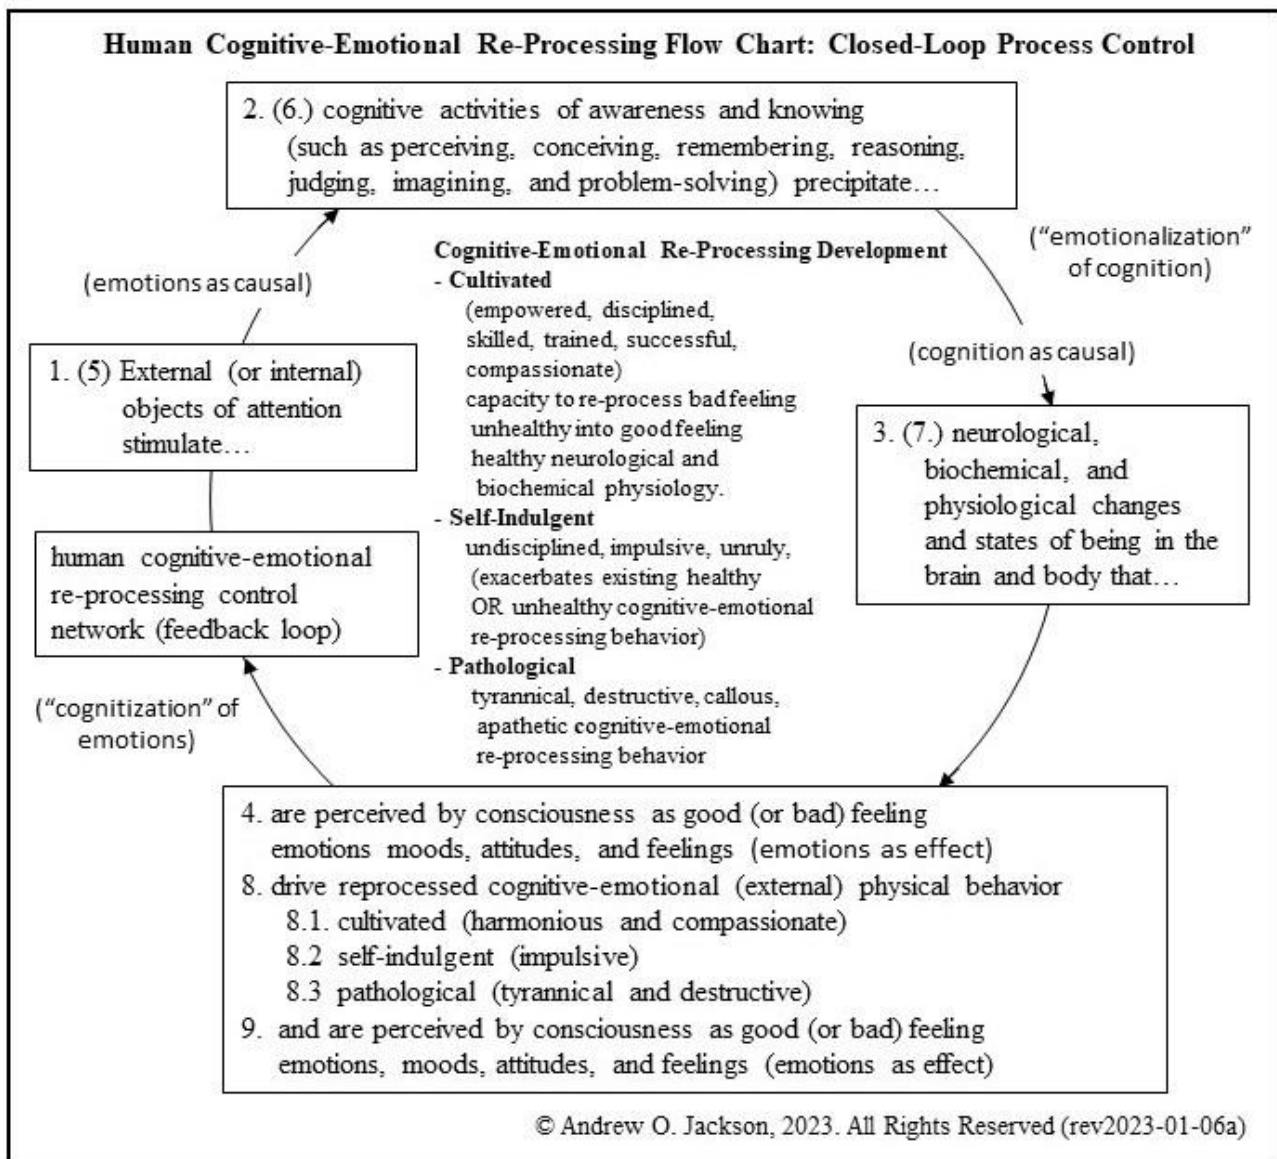 Human Cognitive-Emotional Re-Processing Flow Chart: Closed-Loop Process Control
2. (6.) cognitive activities of awareness and knowing
(such as perceiving, conceiving, remembering, reasoning,
judging, imagining, and problem-solving) precipitate…
("emotionalization"
of cognition)
(emotions as causal)
(cognition as causal)
1. (5) External (or internal)
objects of attention
stimulate…
Cognitive-Emotional Re-Processing Development
- Cultivated
(empowered, disciplined,
skilled, trained, successful,
compassionate)
capacity to re-process bad feeling
unhealthy into good feeling
healthy neurological and
biochemical physiology.
- Self-Indulgent
undisciplined, impulsive, unruly,
(exacerbates existing healthy
OR unhealthy cognitive-emotional
re-processing behavior)
- Pathological
tyrannical, destructive, callous,
apathetic cognitive-emotional
re-processing behavior
3. (7.) neurological,
biochemical, and
physiological changes
and states of being in the
brain and body that…
human cognitive-emotional
re-processing control
network (feedback loop)
("cognitization" of
emotions)
4. are perceived by consciousness as good (or bad) feeling
emotions moods, attitudes, and feelings (emotions as effect)
8. drive reprocessed cognitive-emotional (external) physical behavior
8.1. cultivated (harmonious and compassionate)
8.2 self-indulgent (impulsive)
8.3 pathological (tyrannical and destructive)
9. and are perceived by consciousness as good (or bad) feeling
emotions, moods, attitudes, and feelings (emotions as effect)
© Andrew O. Jackson, 2023. All Rights Reserved (rev2023-01-06a)